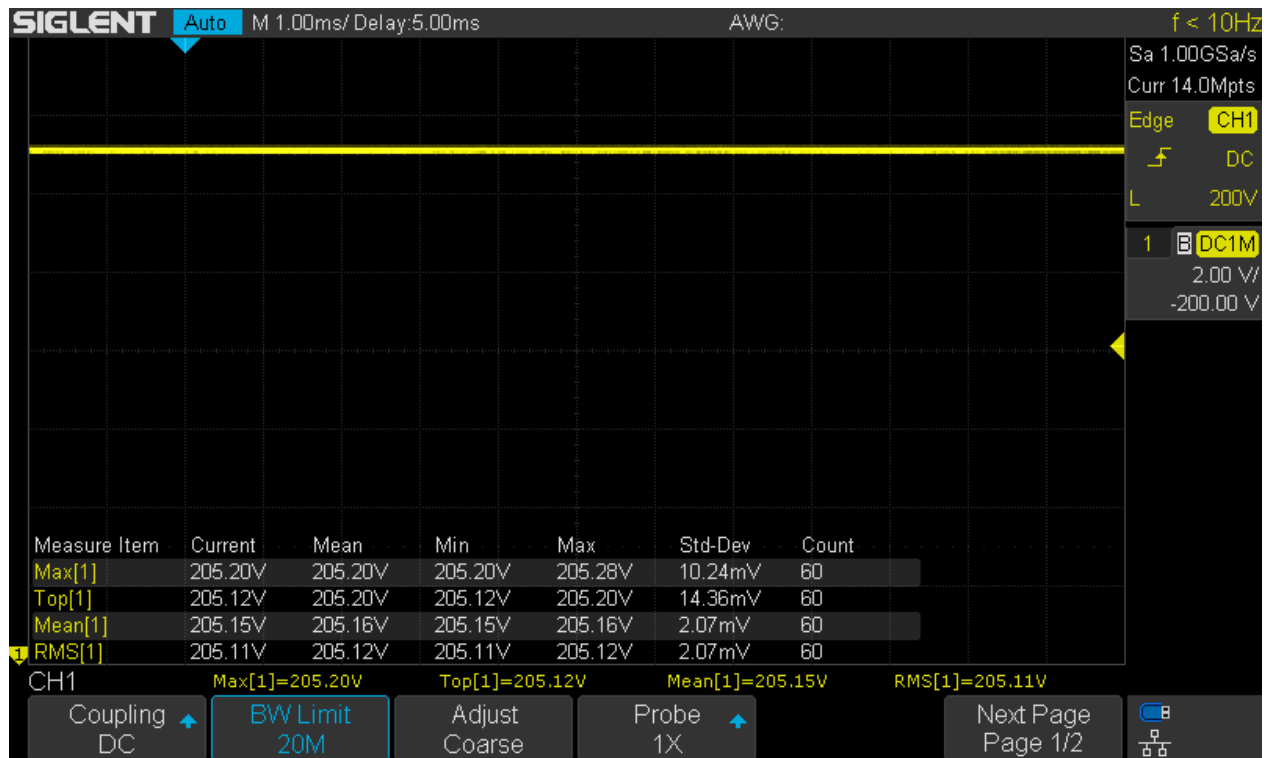 SIGLENT Auto M 1.00ms/ Delay:5.00ms AWG: f < 10Hz
Sa 1.00GSa/s
Curr 14.0Mpts
Edge CH1
DC
L 200V
1 B DC1M
2.00 V/
-200.00 V
Measure Item Current Mean Min Max Std-Dev Count
Max[1] 205.20V 205.20V 205.20V 205.28V 10.24mV 60
Top[1] 205.12V 205.20V 205.12V 205.20V 14.36mV 60
Mean[1] 205.15V 205.16V 205.15V 205.16V 2.07mV 60
1 RMS[1] 205.11V 205.12V 205.11V 205.12V 2.07mV 60
CH1 Max[1]=205.20V Top[1]=205.12V Mean[1]=205.15V RMS[1]=205.11V
Coupling BW Limit Adjust Probe Next Page
DC 20M Coarse 1X Page 1/2